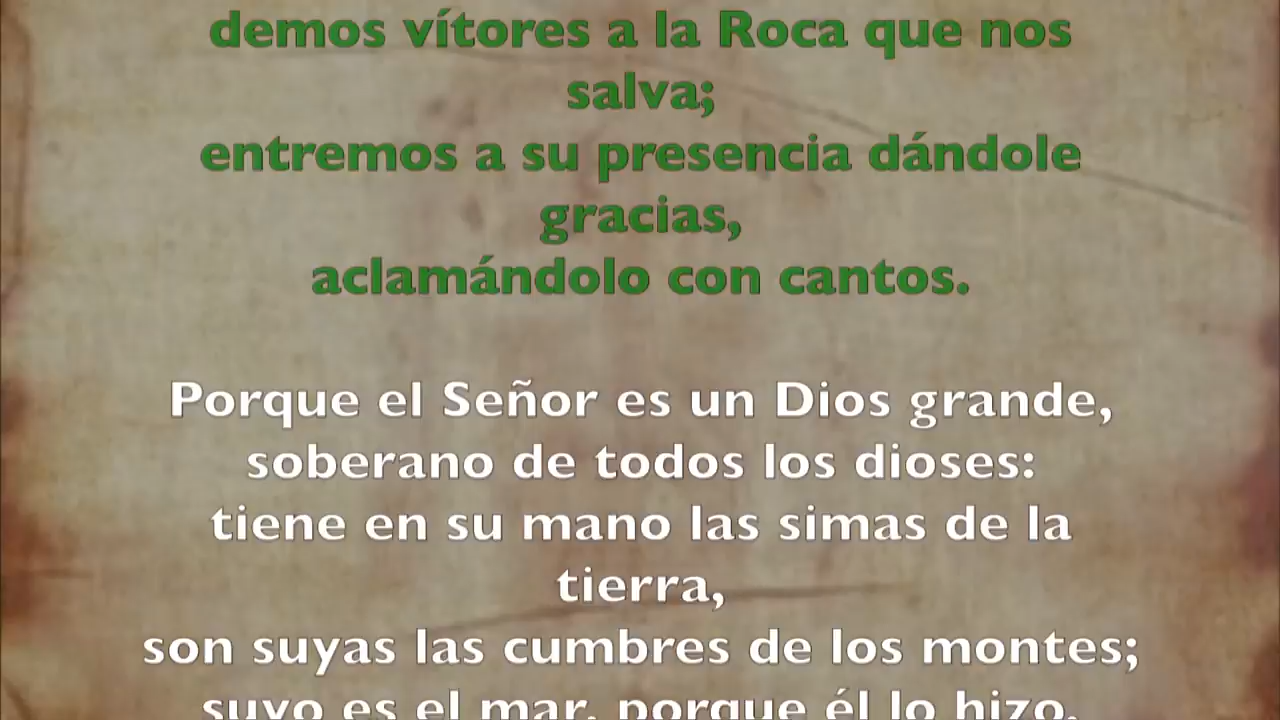 demos vítores a la Roca que nos
salva;
entremos a su presencia dándole
gracias,
aclamándolo con cantos.
Porque el Señor es un Dios grande,
soberano de todos los dioses:
tiene en su mano las simas de la
tierra,
son suyas las cumbres de los montes;
suyo es el mar, porque él lo hizo,